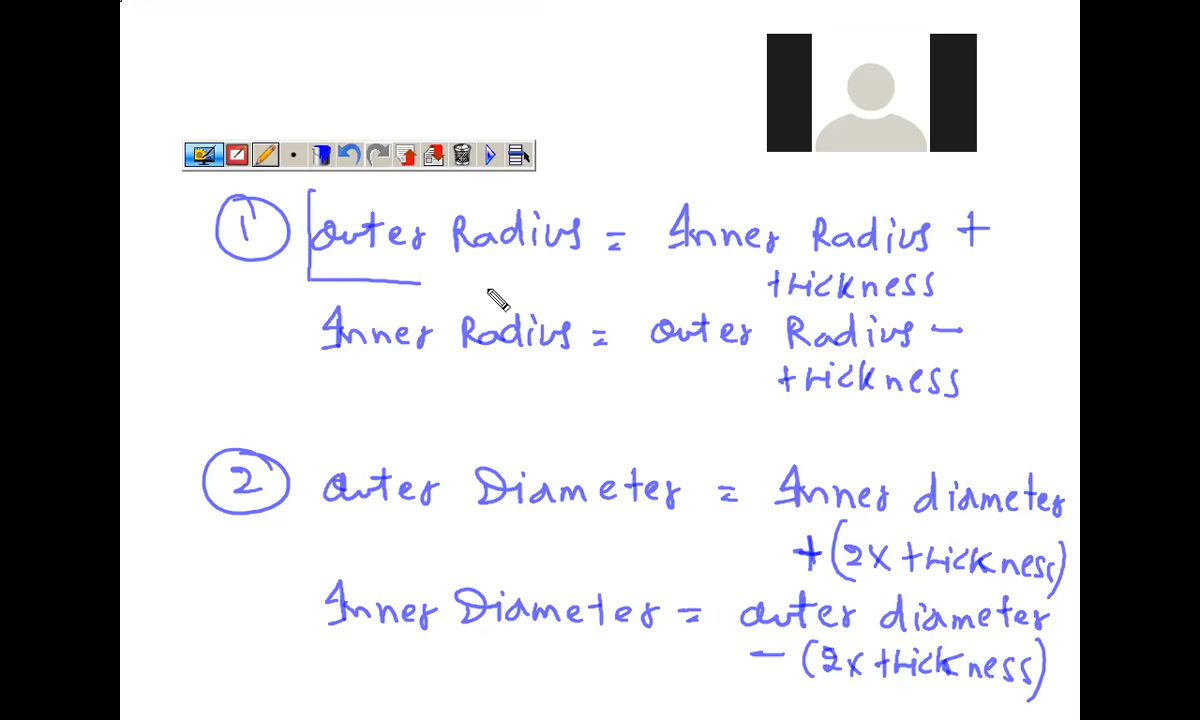 1 Outer Radius = Inner Radius +
thickness
Inner Radius = Outer Radius -
thickness
2 Outer Diameter = Inner diameter
+ (2x thickness)
Inner Diameter = Outer diameter
- (2x thickness)